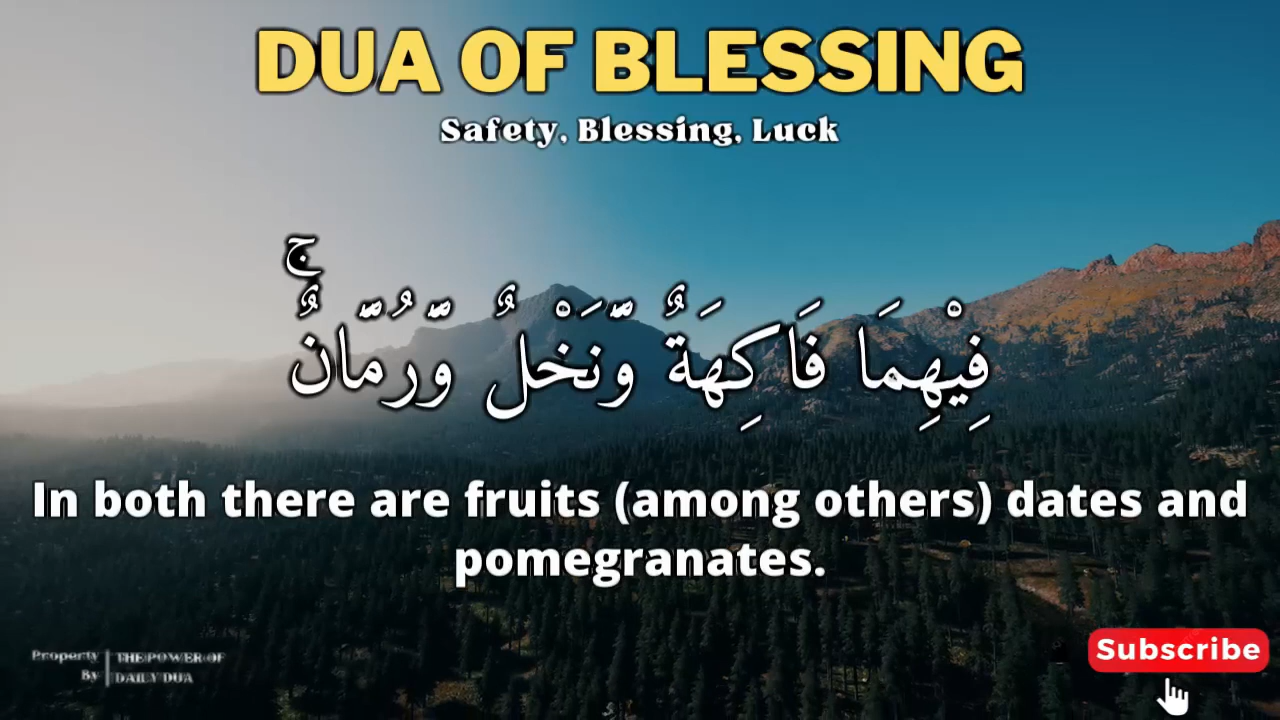 DUA OF BLESSING
Safety, Blessing, Luck
فِيْهِمَا فَاكِهَةٌ وَّنَخْلٌ وَّرُمَّانٌۚ
In both there are fruits (among others) dates and
pomegranates.
Property By | THE POWER OF DAILY DUA
Subscribe